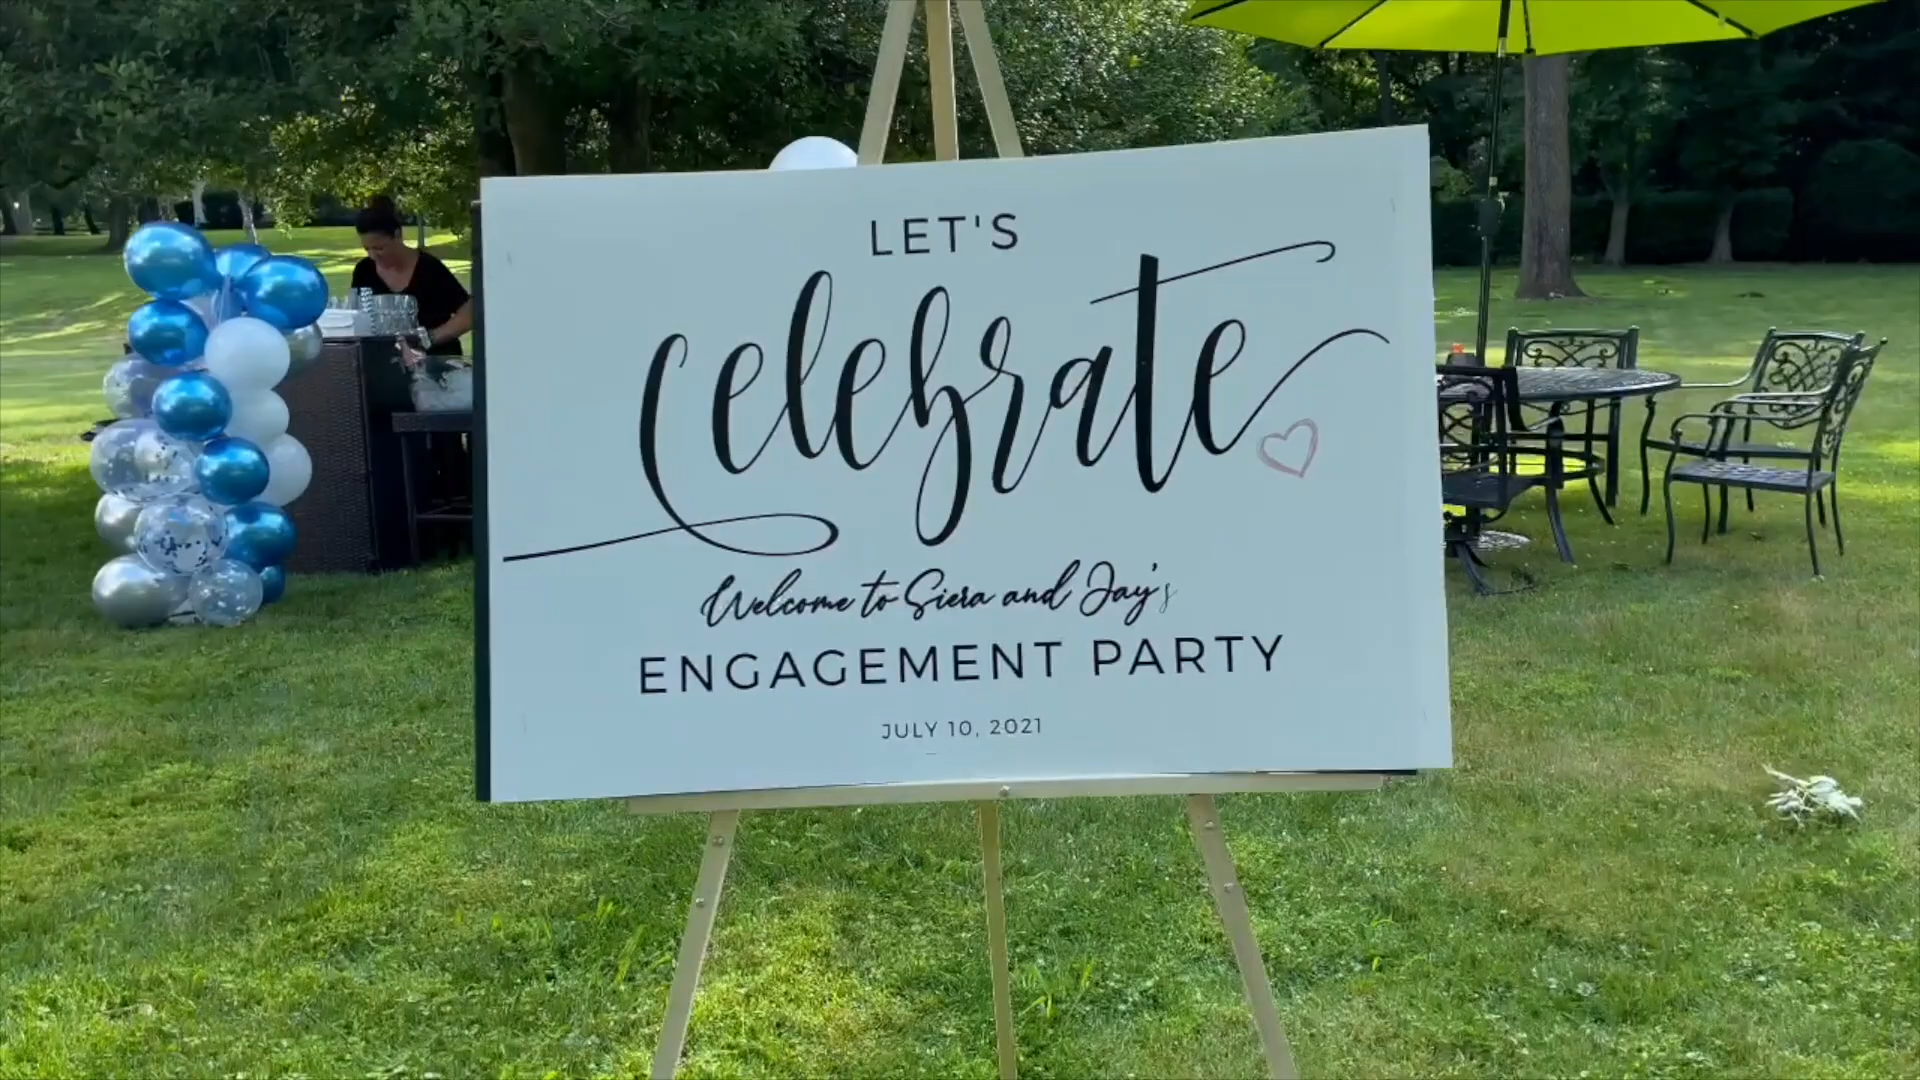 LET'S
celebrate
Welcome to Siera and Jay's
ENGAGEMENT PARTY
JULY 10, 2021